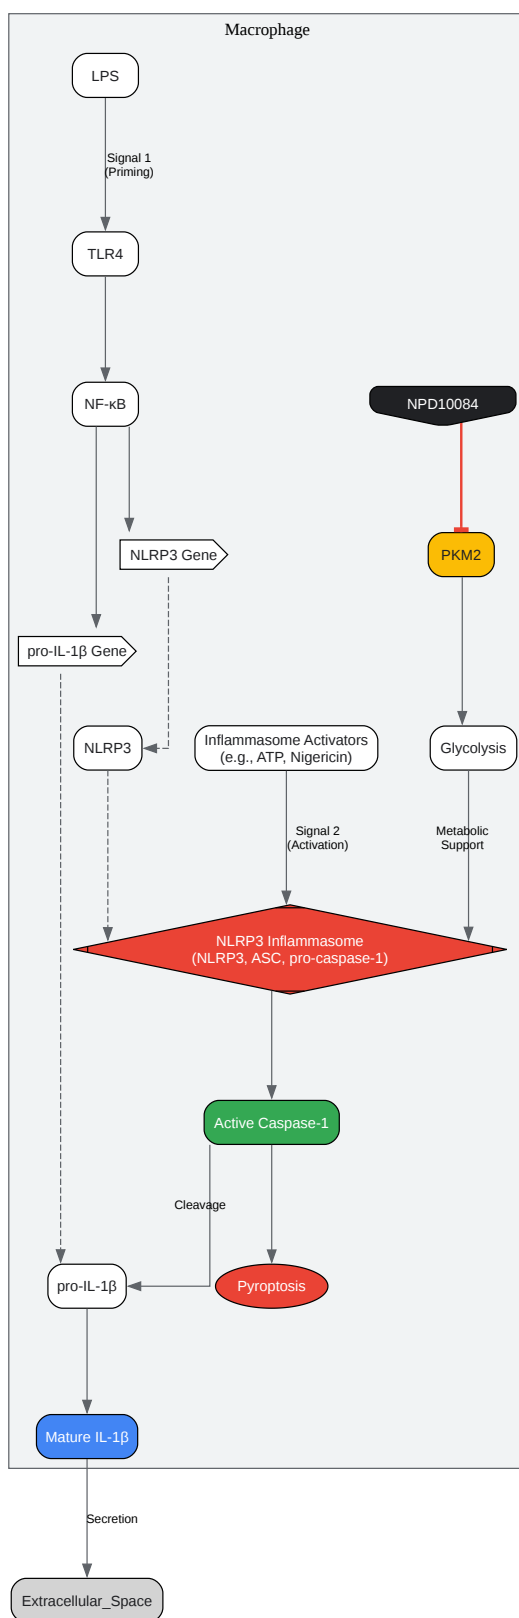 Macrophage
LPS
Signal 1
(Priming)
TLR4
NF-κB
NPD10084
NLRP3 Gene
PKM2
pro-IL-1β Gene
NLRP3
Inflammasome Activators
(e.g., ATP, Nigericin)
Glycolysis
Signal 2
(Activation)
Metabolic
Support
NLRP3 Inflammasome
(NLRP3, ASC, pro-caspase-1)
Active Caspase-1
Cleavage
pro-IL-1β
Pyroptosis
Mature IL-1β
Secretion
Extracellular_Space